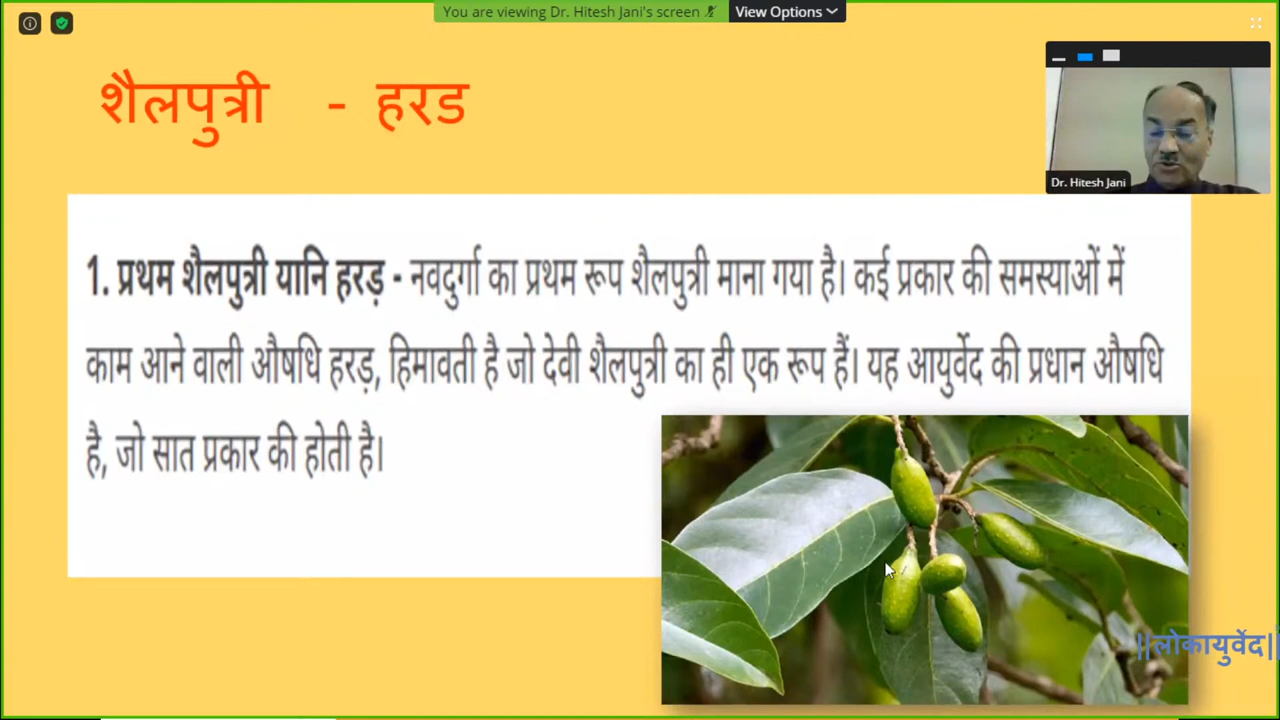 You are viewing Dr. Hitesh Jani's screen
View Options
शैलपुत्री - हरड
Dr. Hitesh Jani
1. प्रथम शैलपुत्री यानि हरड़ - नवदुर्गा का प्रथम रूप शैलपुत्री माना गया है। कई प्रकार की समस्याओं में
काम आने वाली औषधि हरड़, हिमावती है जो देवी शैलपुत्री का ही एक रूप हैं। यह आयुर्वेद की प्रधान औषधि
है, जो सात प्रकार की होती है।
||लोकायुर्वेद||